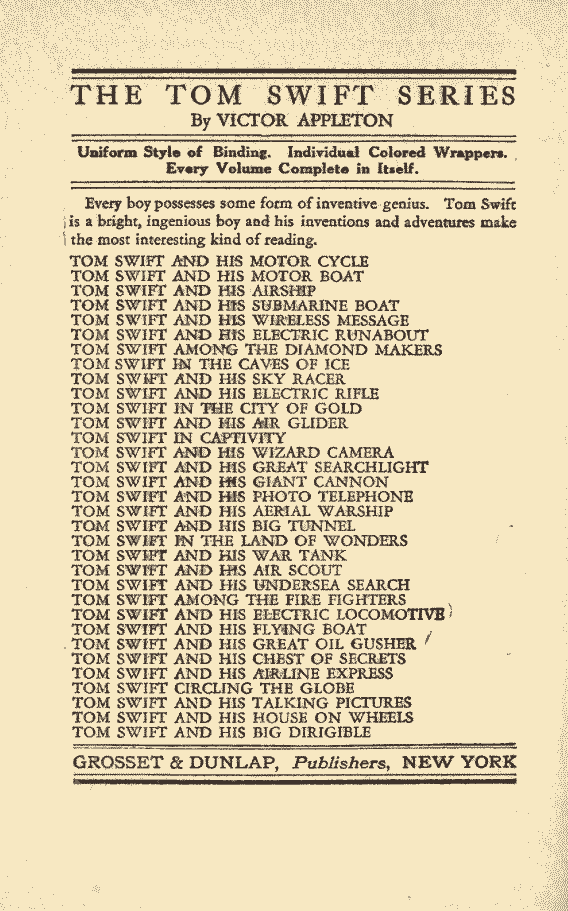 THE TOM SWIFT SERIES
By VICTOR APPLETON
Uniform Style of Binding. Individual Colored Wrappers.
Every Volume Complete in Itself.
Every boy possesses some form of inventive genius. Tom Swift
is a bright, ingenious boy and his inventions and adventures make
the most interesting kind of reading.
TOM SWIFT AND HIS MOTOR CYCLE
TOM SWIFT AND HIS MOTOR BOAT
TOM SWIFT AND HIS AIRSHIP
TOM SWIFT AND HIS SUBMARINE BOAT
TOM SWIFT AND HIS WIRELESS MESSAGE
TOM SWIFT AND HIS ELECTRIC RUNABOUT
TOM SWIFT AMONG THE DIAMOND MAKERS
TOM SWIFT IN THE CAVES OF ICE
TOM SWIFT AND HIS SKY RACER
TOM SWIFT AND HIS ELECTRIC RIFLE
TOM SWIFT IN THE CITY OF GOLD
TOM SWIFT AND HIS AIR GLIDER
TOM SWIFT IN CAPTIVITY
TOM SWIFT AND HIS WIZARD CAMERA
TOM SWIFT AND HIS GREAT SEARCHLIGHT
TOM SWIFT AND HIS GIANT CANNON
TOM SWIFT AND HIS PHOTO TELEPHONE
TOM SWIFT AND HIS AERIAL WARSHIP
TOM SWIFT AND HIS BIG TUNNEL
TOM SWIFT IN THE LAND OF WONDERS
TOM SWIFT AND HIS WAR TANK
TOM SWIFT AND HIS AIR SCOUT
TOM SWIFT AND HIS UNDERSEA SEARCH
TOM SWIFT AMONG THE FIRE FIGHTERS
TOM SWIFT AND HIS ELECTRIC LOCOMOTIVE
TOM SWIFT AND HIS FLYING BOAT
TOM SWIFT AND HIS GREAT OIL GUSHER
TOM SWIFT AND HIS CHEST OF SECRETS
TOM SWIFT AND HIS AIRLINE EXPRESS
TOM SWIFT CIRCLING THE GLOBE
TOM SWIFT AND HIS TALKING PICTURES
TOM SWIFT AND HIS HOUSE ON WHEELS
TOM SWIFT AND HIS BIG DIRIGIBLE
GROSSET & DUNLAP, Publishers, NEW YORK